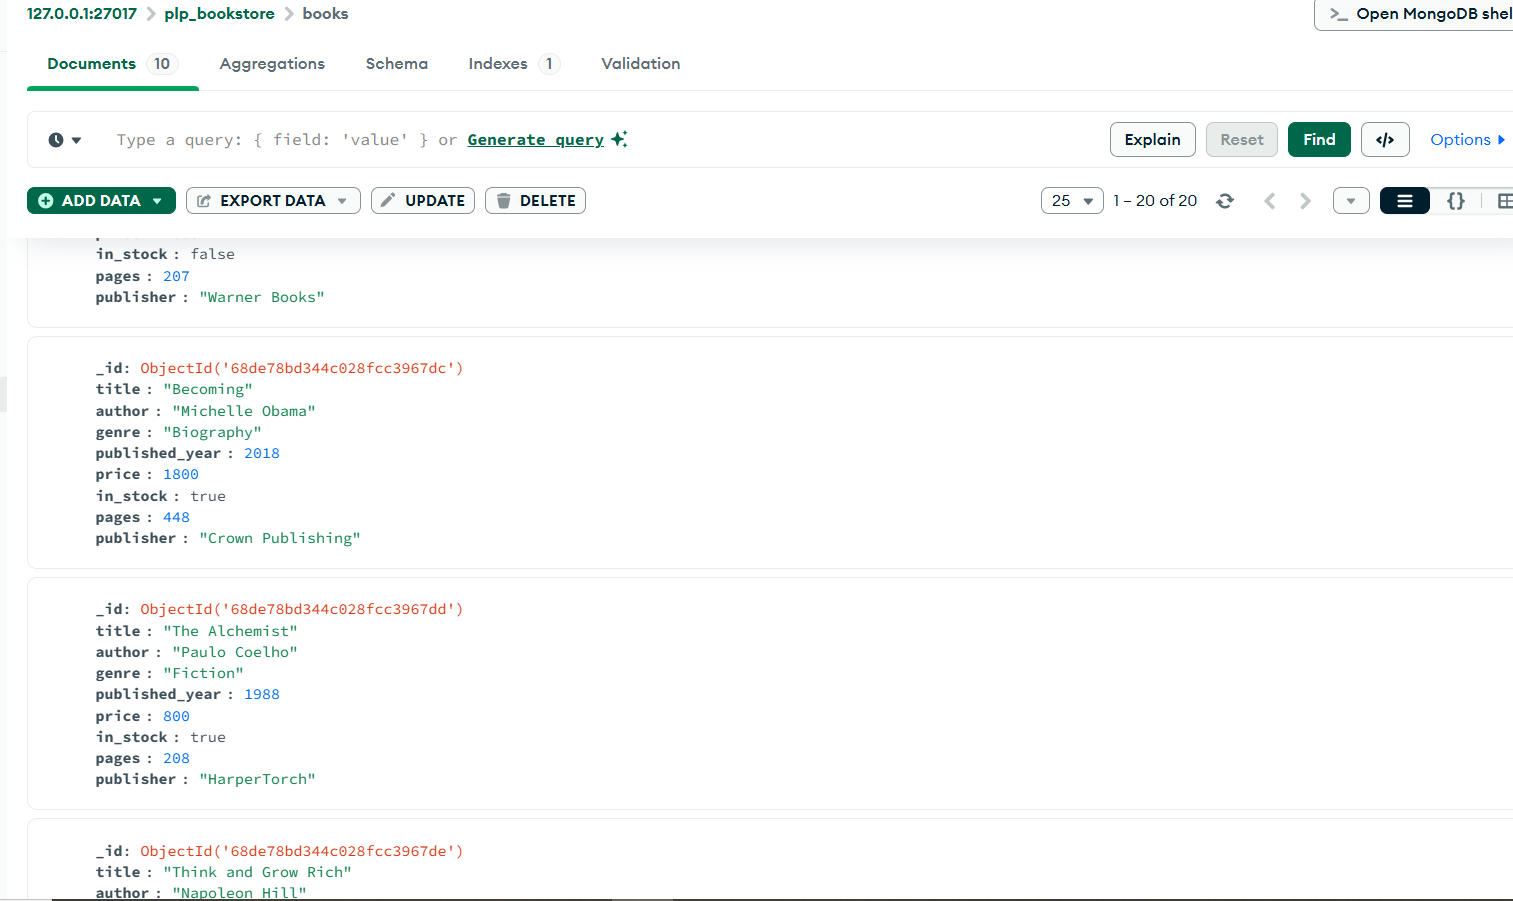 127.0.0.1:27017 > plp_bookstore > books
>_ Open MongoDB shel
Documents 10 Aggregations Schema Indexes 1 Validation
Type a query: { field: 'value' } or Generate query
Explain Reset Find </> Options
ADD DATA EXPORT DATA UPDATE DELETE
25 1 – 20 of 20 {}
in_stock : false
pages : 207
publisher : "Warner Books"
_id: ObjectId('68de78bd344c028fcc3967dc')
title : "Becoming"
author : "Michelle Obama"
genre : "Biography"
published_year : 2018
price : 1800
in_stock : true
pages : 448
publisher : "Crown Publishing"
_id: ObjectId('68de78bd344c028fcc3967dd')
title : "The Alchemist"
author : "Paulo Coelho"
genre : "Fiction"
published_year : 1988
price : 800
in_stock : true
pages : 208
publisher : "HarperTorch"
_id: ObjectId('68de78bd344c028fcc3967de')
title : "Think and Grow Rich"
author : "Napoleon Hill"